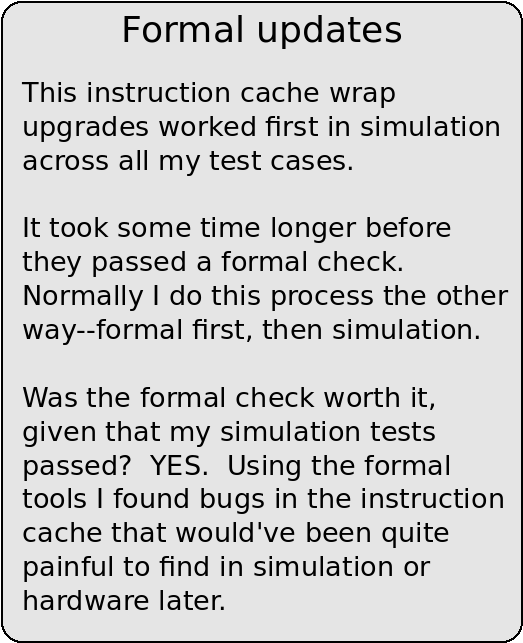 Formal updates
This instruction cache wrap
upgrades worked first in simulation
across all my test cases.
It took some time longer before
they passed a formal check.
Normally I do this process the other
way--formal first, then simulation.
Was the formal check worth it,
given that my simulation tests
passed?  YES.  Using the formal
tools I found bugs in the instruction
cache that would've been quite
painful to find in simulation or
hardware later.